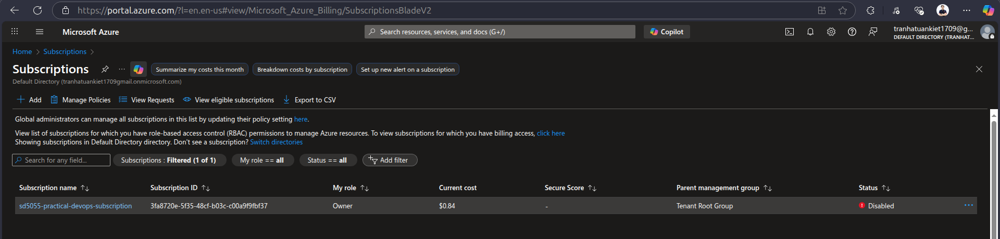 https://portal.azure.com/?l=en.en-us#view/Microsoft_Azure_Billing/SubscriptionsBladeV2
Microsoft Azure
Search resources, services, and docs (G+/)
Copilot
tranhatuankiet1709@g...
DEFAULT DIRECTORY (TRANHAT...
Home > Subscriptions >
Subscriptions
... Summarize my costs this month Breakdown costs by subscription Set up new alert on a subscription
Default Directory (tranhatuankiet1709gmail.onmicrosoft.com)
Add Manage Policies View Requests View eligible subscriptions Export to CSV
Global administrators can manage all subscriptions in this list by updating their policy setting here.
View list of subscriptions for which you have role-based access control (RBAC) permissions to manage Azure resources. To view subscriptions for which you have billing access, click here
Showing subscriptions in Default Directory directory. Don't see a subscription? Switch directories
Search for any field... Subscriptions : Filtered (1 of 1) My role == all Status == all Add filter
Subscription name Subscription ID My role Current cost Secure Score Parent management group Status
sd5055-practical-devops-subscription 3fa8720e-5f35-48cf-b03c-c00a9f9fbf37 Owner $0.84 - Tenant Root Group Disabled ...